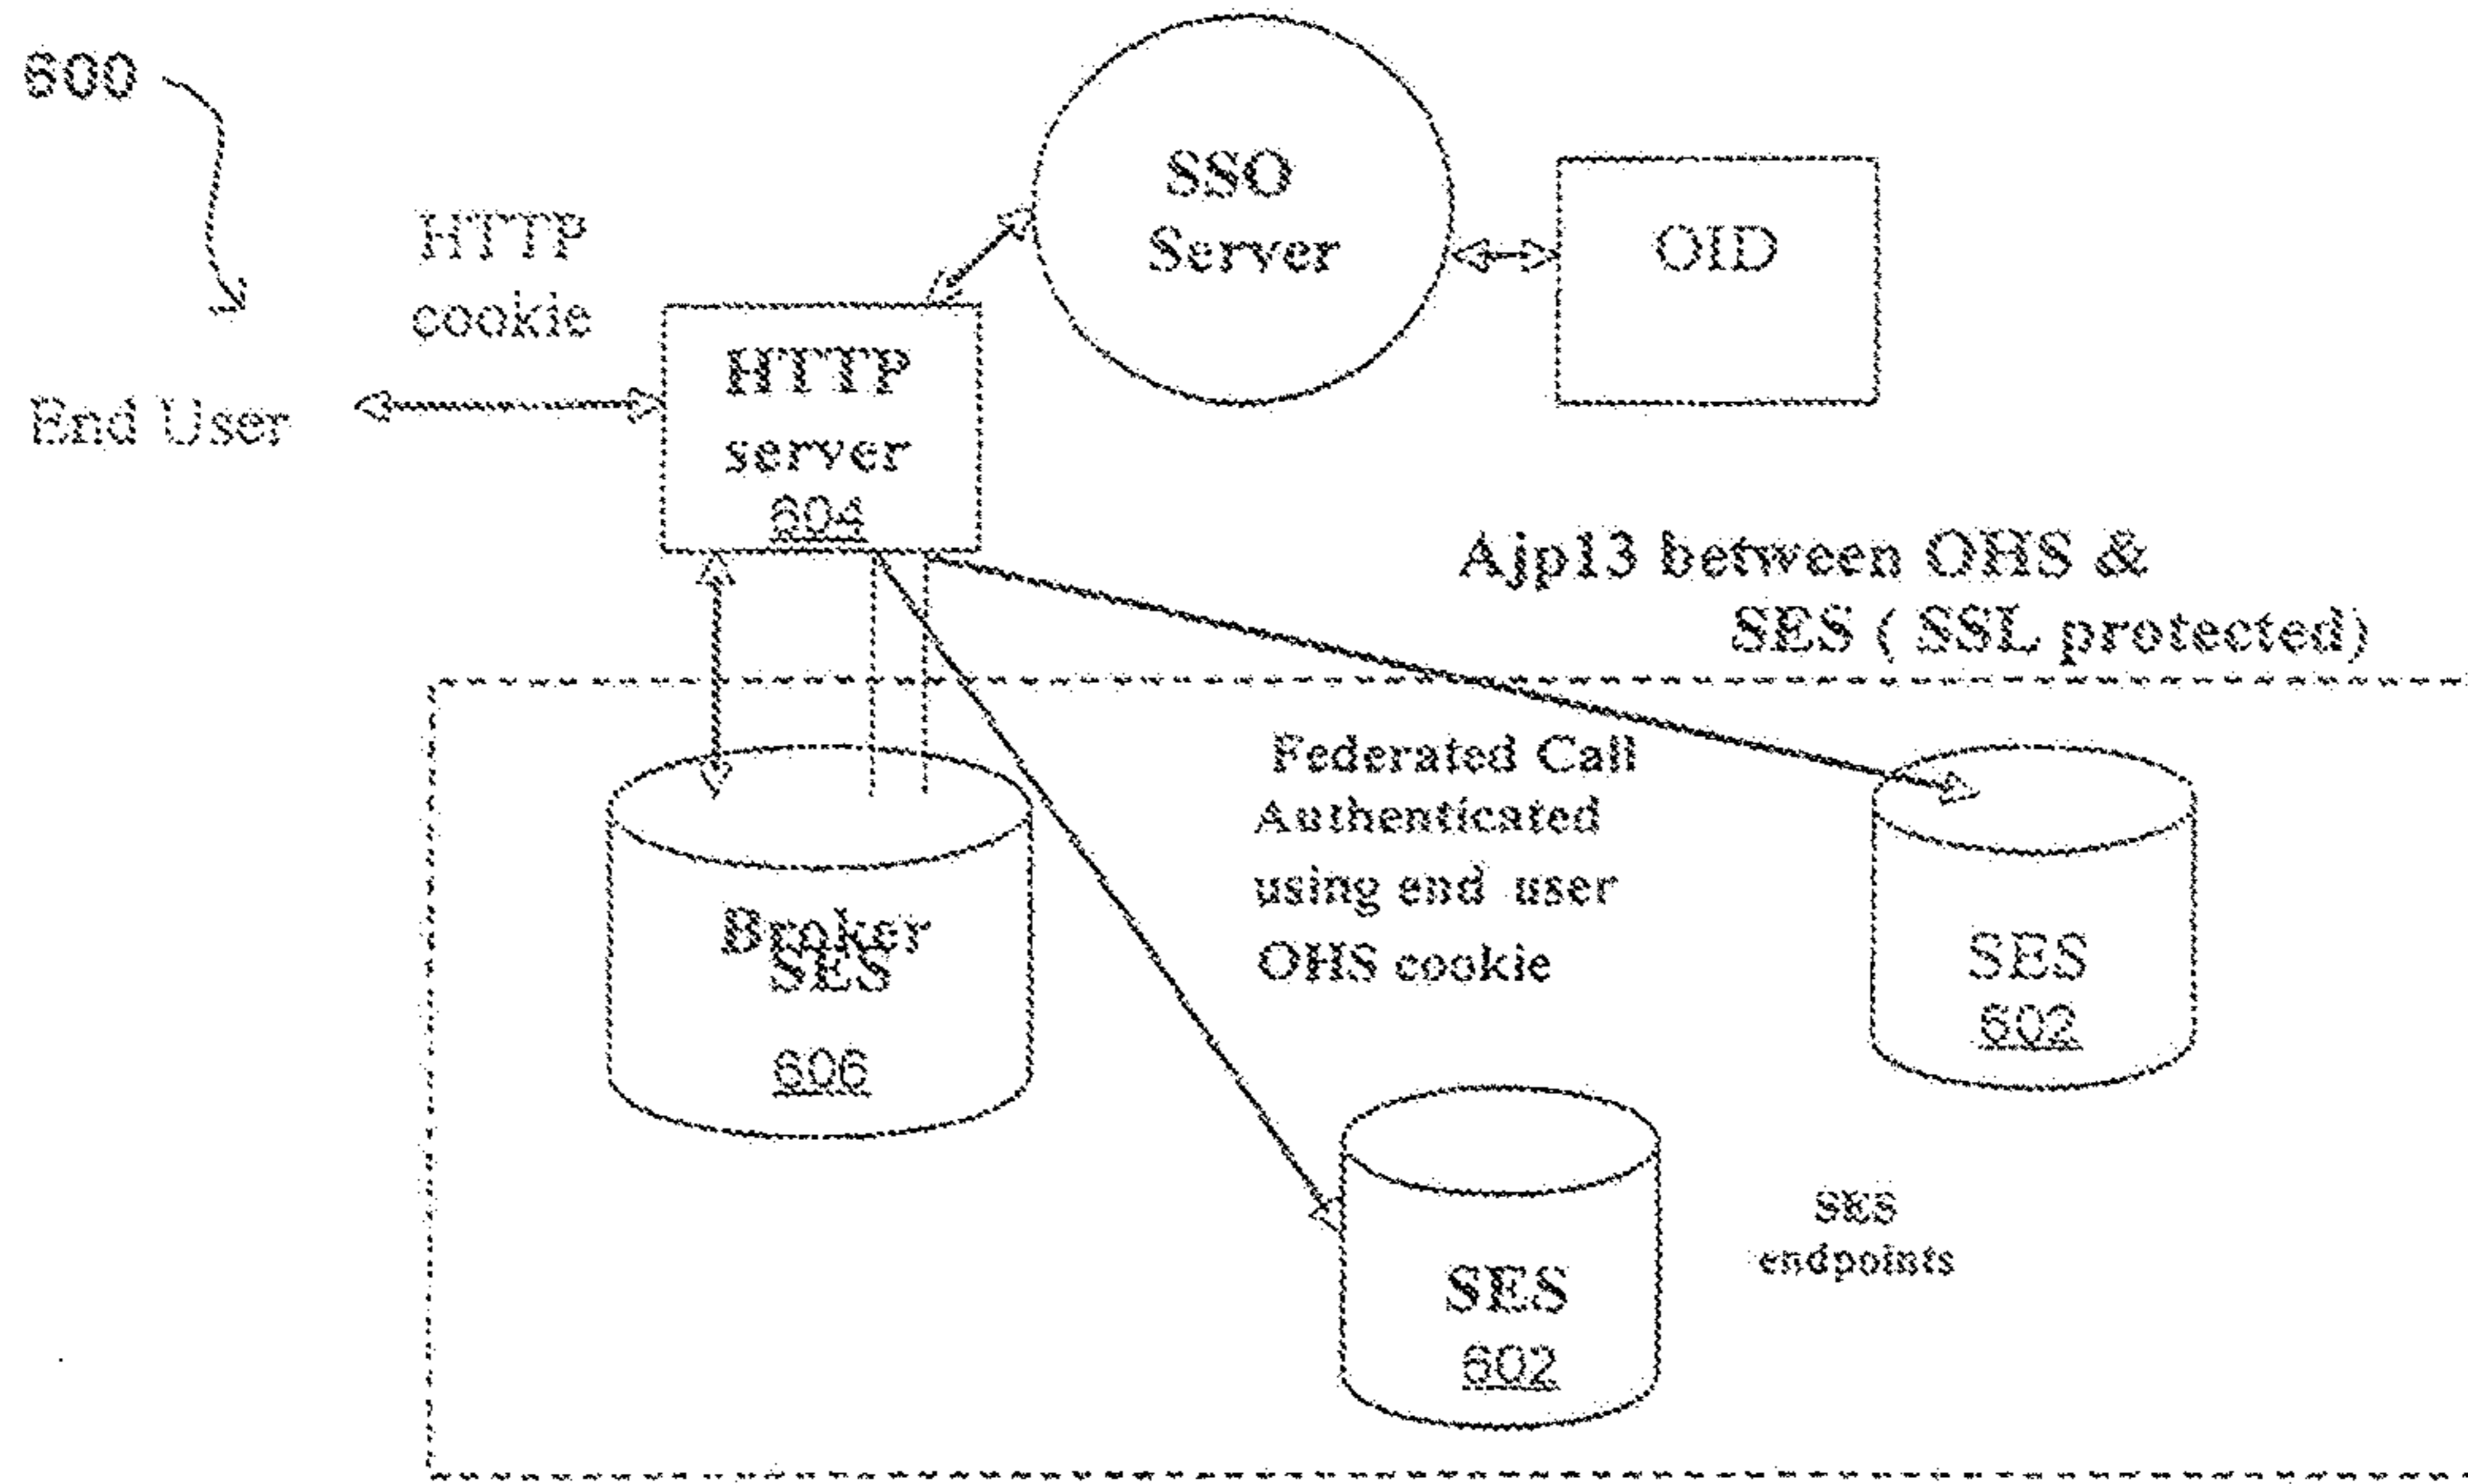 600
HTTP
cookie
End User
HTTP
server
604
SSO
Server
OID
Ajp13 between OHS &
SES ( SSL protected)
Federated Call
Authenticated
using end user
OHS cookie
Broker
SES
606
SES
602
SES
602
SES
endpoints